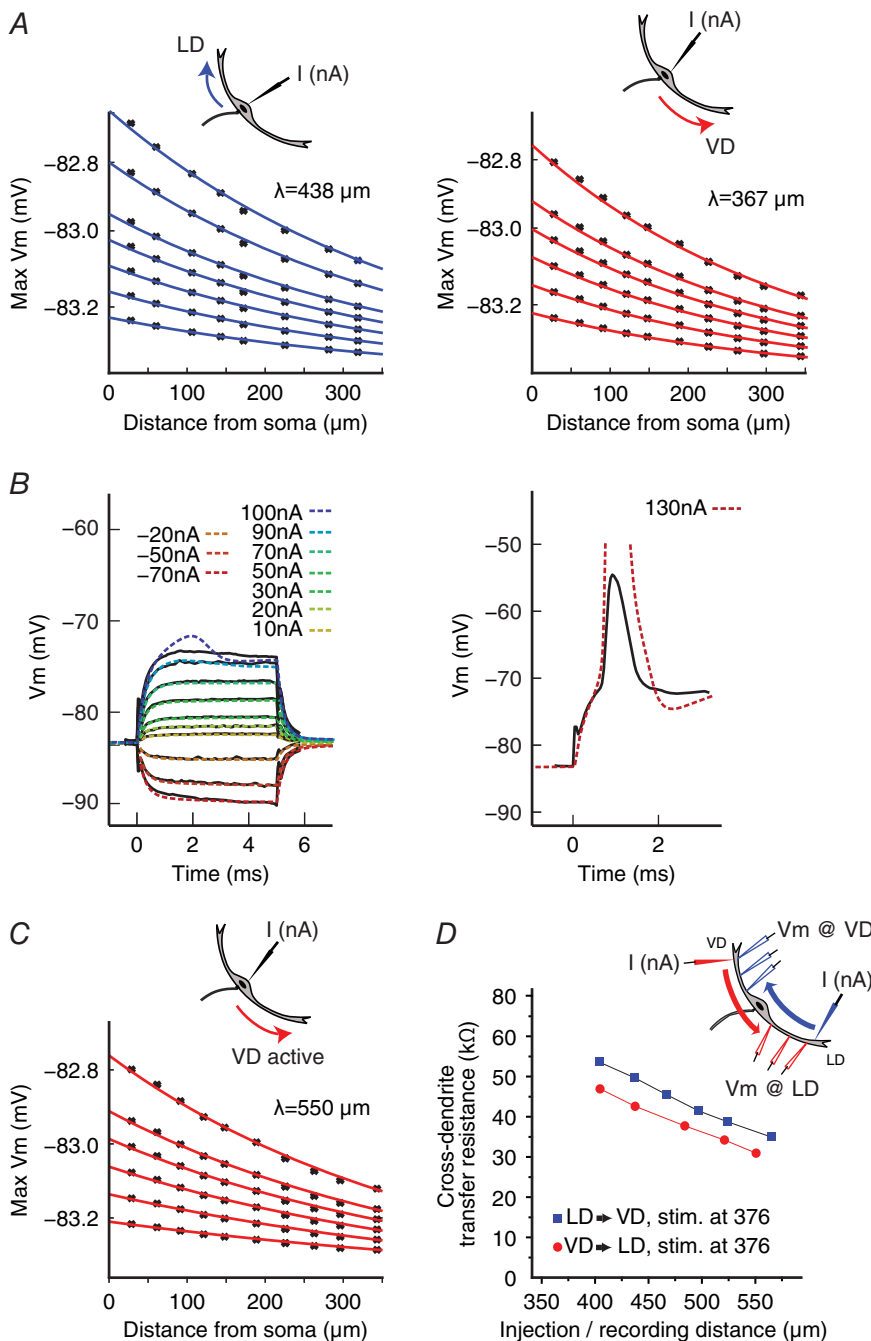 A
LD
I (nA)
Max Vm (mV)
−82.8
−83.0
−83.2
λ=438 µm
0
100
200
300
Distance from soma (µm)
I (nA)
VD
Max Vm (mV)
−82.8
−83.0
−83.2
λ=367 µm
0
100
200
300
Distance from soma (µm)
B
Vm (mV)
−60
−70
−80
−90
−20nA
−50nA
−70nA
100nA
90nA
70nA
50nA
30nA
20nA
10nA
0
2
4
6
Time (ms)
130nA
Vm (mV)
−50
−60
−70
−80
−90
0
2
Time (ms)
C
I (nA)
VD active
Max Vm (mV)
−82.8
−83.0
−83.2
λ=550 µm
0
100
200
300
Distance from soma (µm)
D
VD
Vm @ VD
I (nA)
I (nA)
LD
Vm @ LD
Cross-dendrite
transfer resistance (kΩ)
80
60
50
40
30
20
10
0
LD➡VD, stim. at 376
VD➡LD, stim. at 376
350
400
450
500
550
Injection / recording distance (µm)